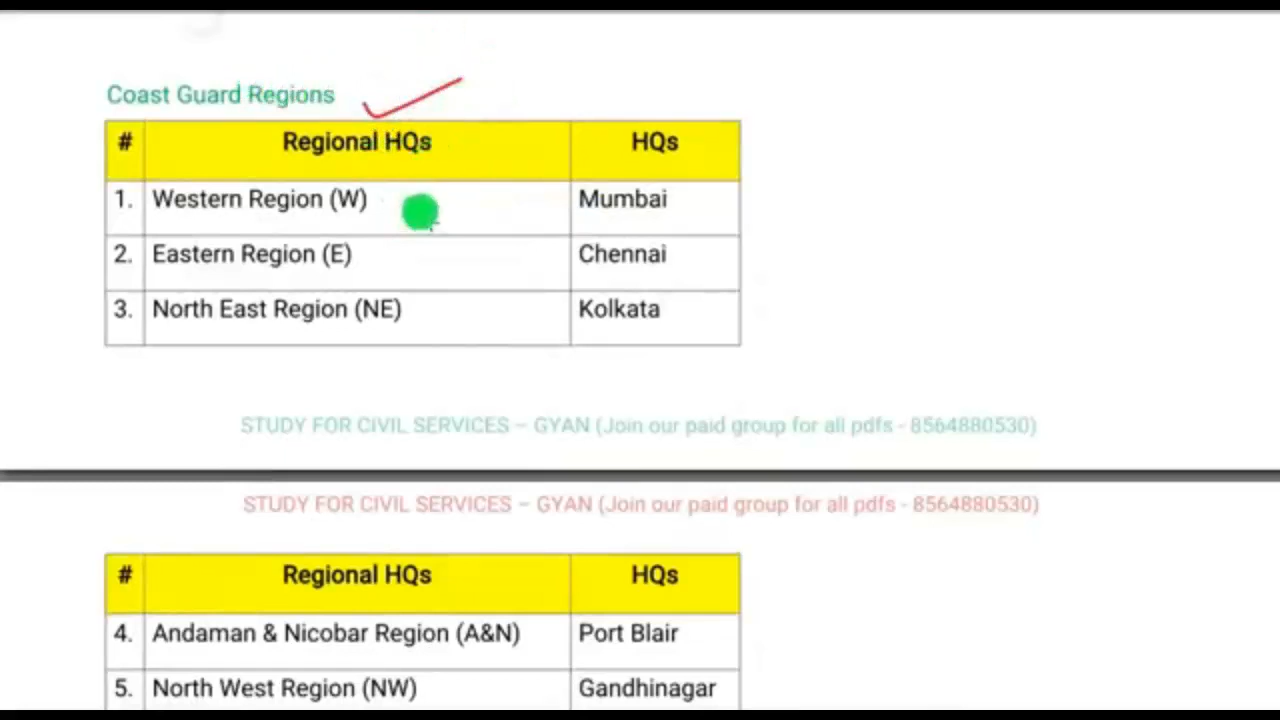 Coast Guard Regions
# Regional HQs HQs
1. Western Region (W) Mumbai
2. Eastern Region (E) Chennai
3. North East Region (NE) Kolkata
STUDY FOR CIVIL SERVICES – GYAN (Join our paid group for all pdfs - 8564880530)
STUDY FOR CIVIL SERVICES – GYAN (Join our paid group for all pdfs - 8564880530)
# Regional HQs HQs
4. Andaman & Nicobar Region (A&N) Port Blair
5. North West Region (NW) Gandhinagar